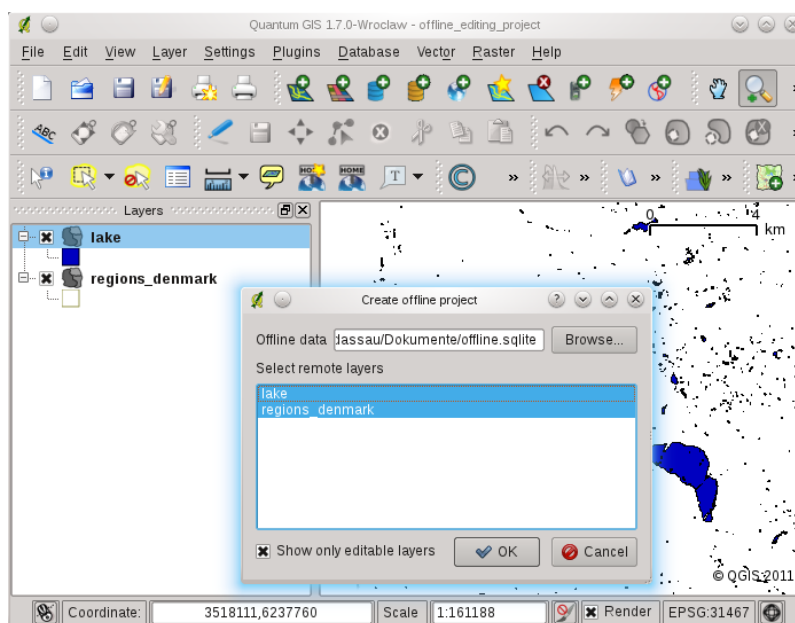 Quantum GIS 1.7.0-Wroclaw - offline_editing_project
File Edit View Layer Settings Plugins Database Vector Raster Help
ABC
HOME
T
©
» » » »
Layers
lake
regions_denmark
0 4
km
Create offline project
Offline data dassau/Dokumente/offline.sqlite Browse...
Select remote layers
lake
regions_denmark
Show only editable layers OK Cancel
© QGIS 2011
Coordinate: 3518111,6237760 Scale 1:161188 Render EPSG:31467